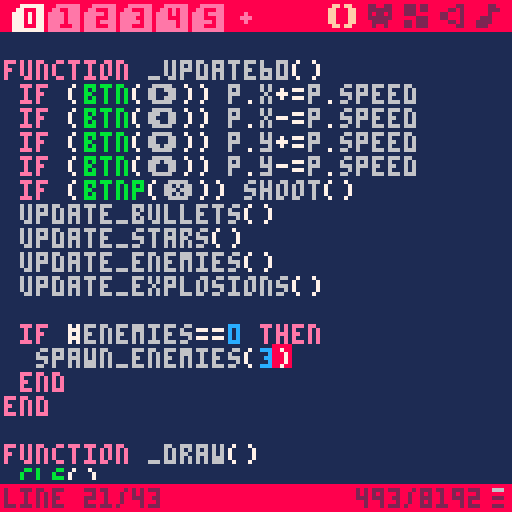 0 1 2 3 4 5 +
FUNCTION _UPDATE60()
IF (BTN(➡️)) P.X+=P.SPEED
IF (BTN(⬅️)) P.X-=P.SPEED
IF (BTN(⬇️)) P.Y+=P.SPEED
IF (BTN(⬆️)) P.Y-=P.SPEED
IF (BTNP(❎)) SHOOT()
UPDATE_BULLETS()
UPDATE_STARS()
UPDATE_ENEMIES()
UPDATE_EXPLOSIONS()
IF #ENEMIES==0 THEN
SPAWN_ENEMIES(3)
END
END
FUNCTION _DRAW()
CLS()
LINE 21/43
493/8192